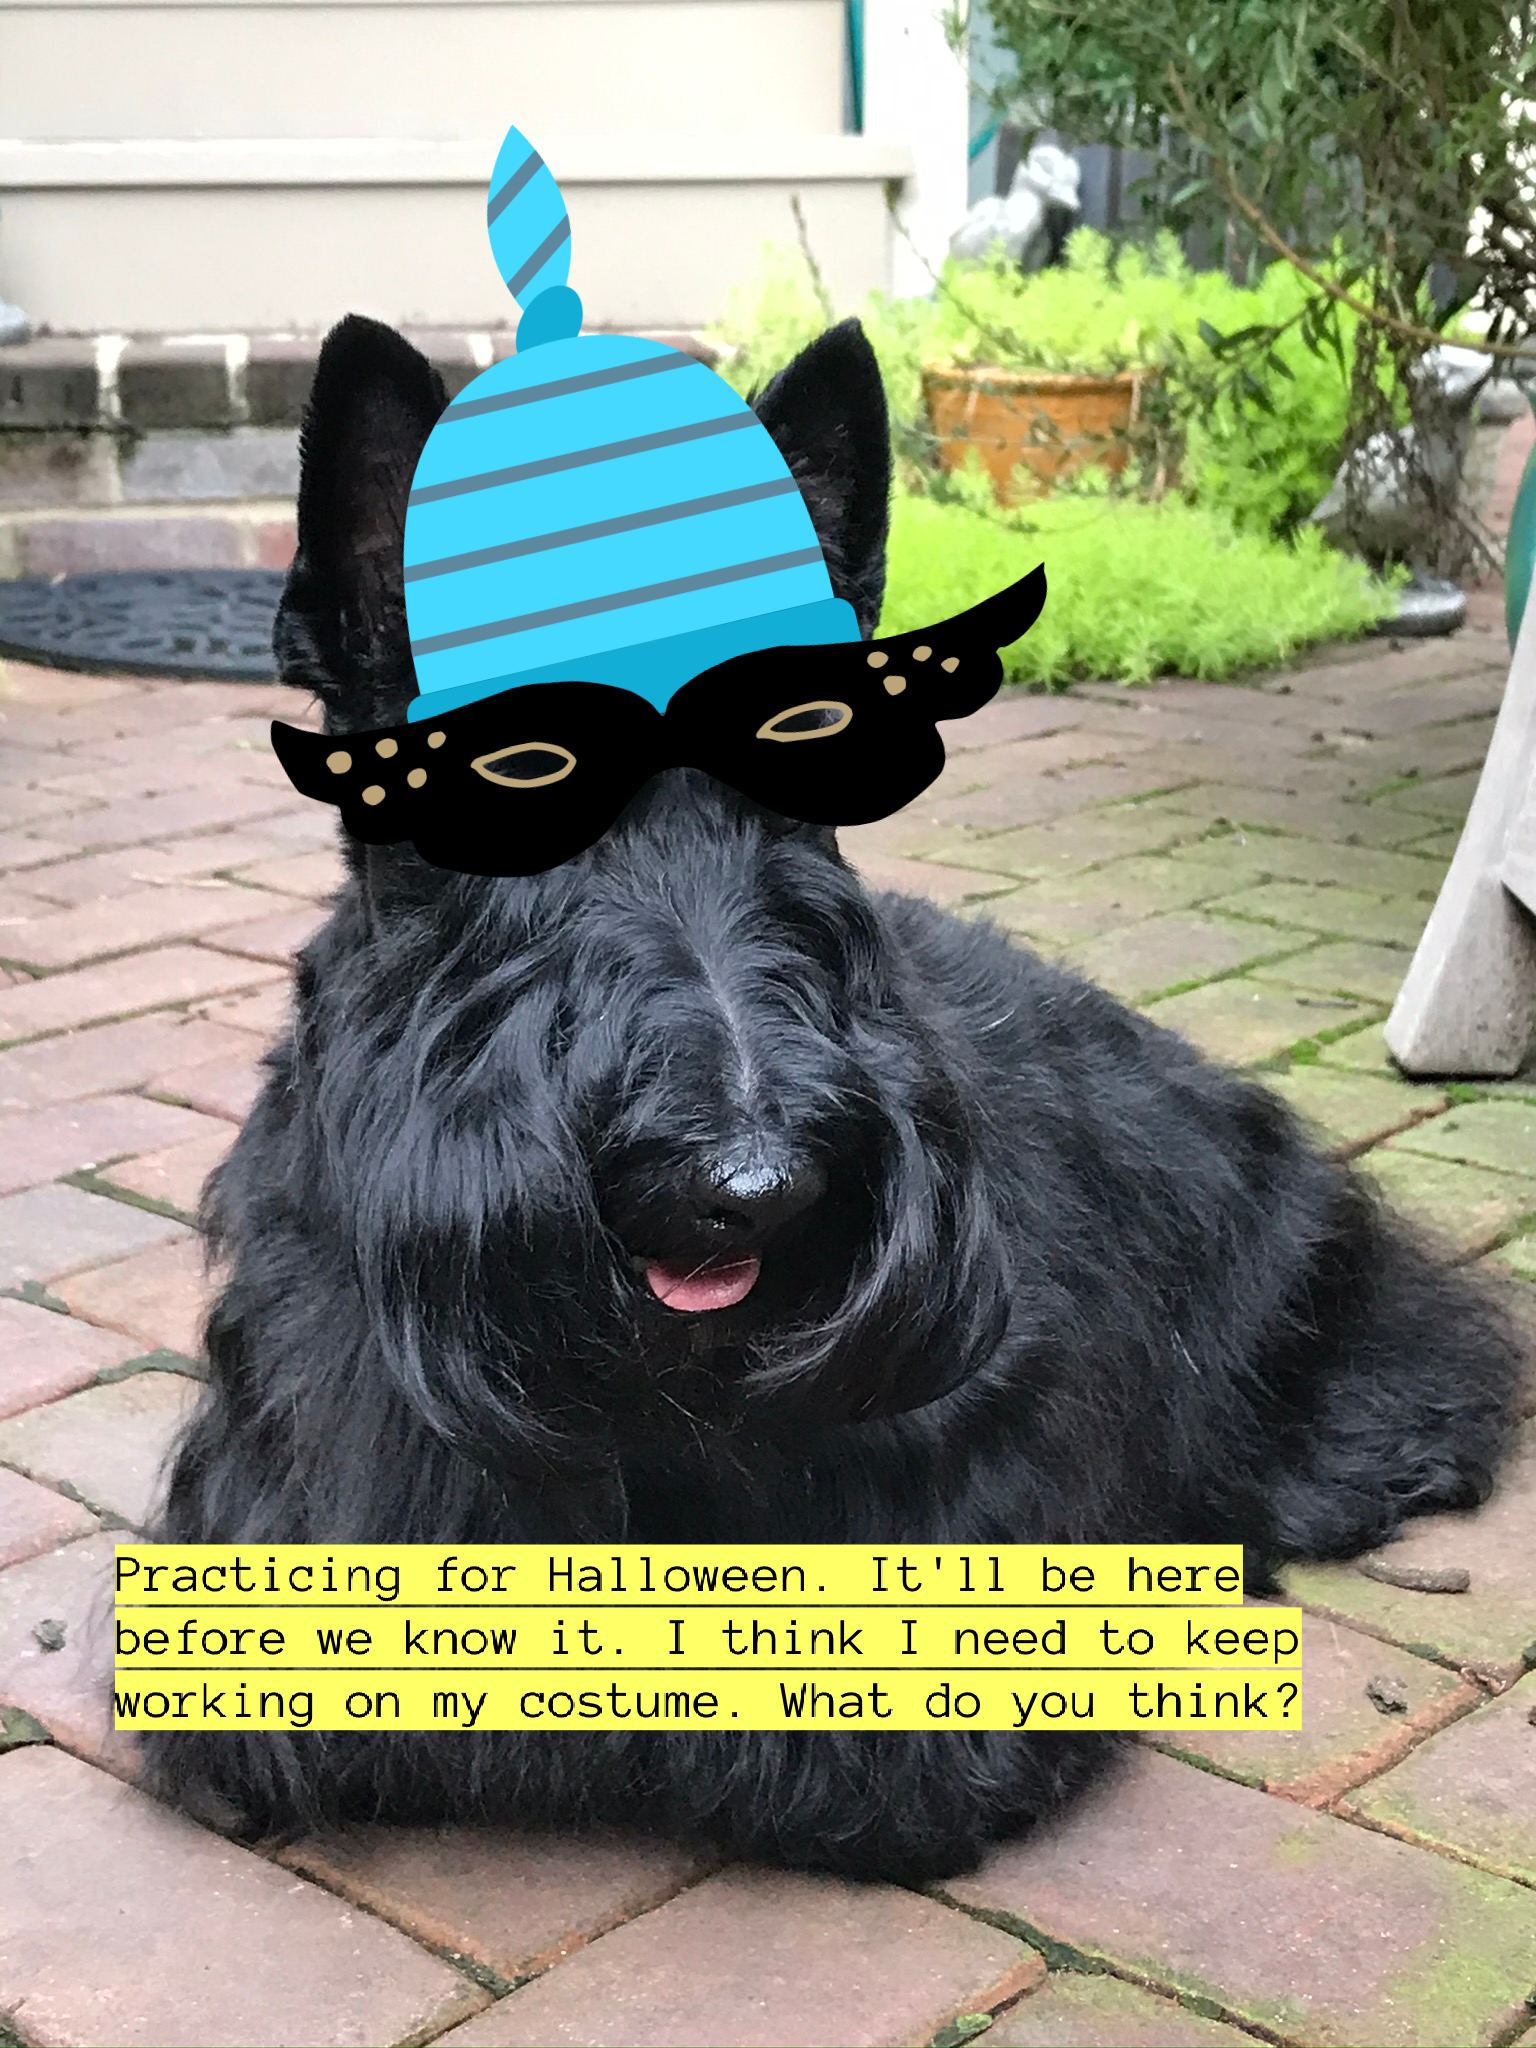 Practicing for Halloween. It'll be here
before we know it. I think I need to keep
working on my costume. What do you think?